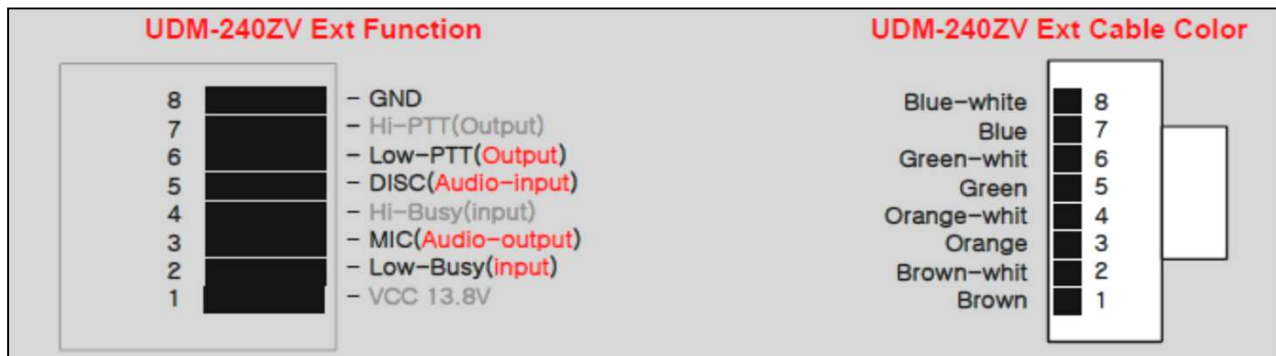 UDM-240ZV Ext Function
8 - GND
7 - Hi-PTT(Output)
6 - Low-PTT(Output)
5 - DISC(Audio-input)
4 - Hi-Busy(input)
3 - MIC(Audio-output)
2 - Low-Busy(input)
1 - VCC 13.8V
UDM-240ZV Ext Cable Color
Blue-white 8
Blue 7
Green-whit 6
Green 5
Orange-whit 4
Orange 3
Brown-whit 2
Brown 1